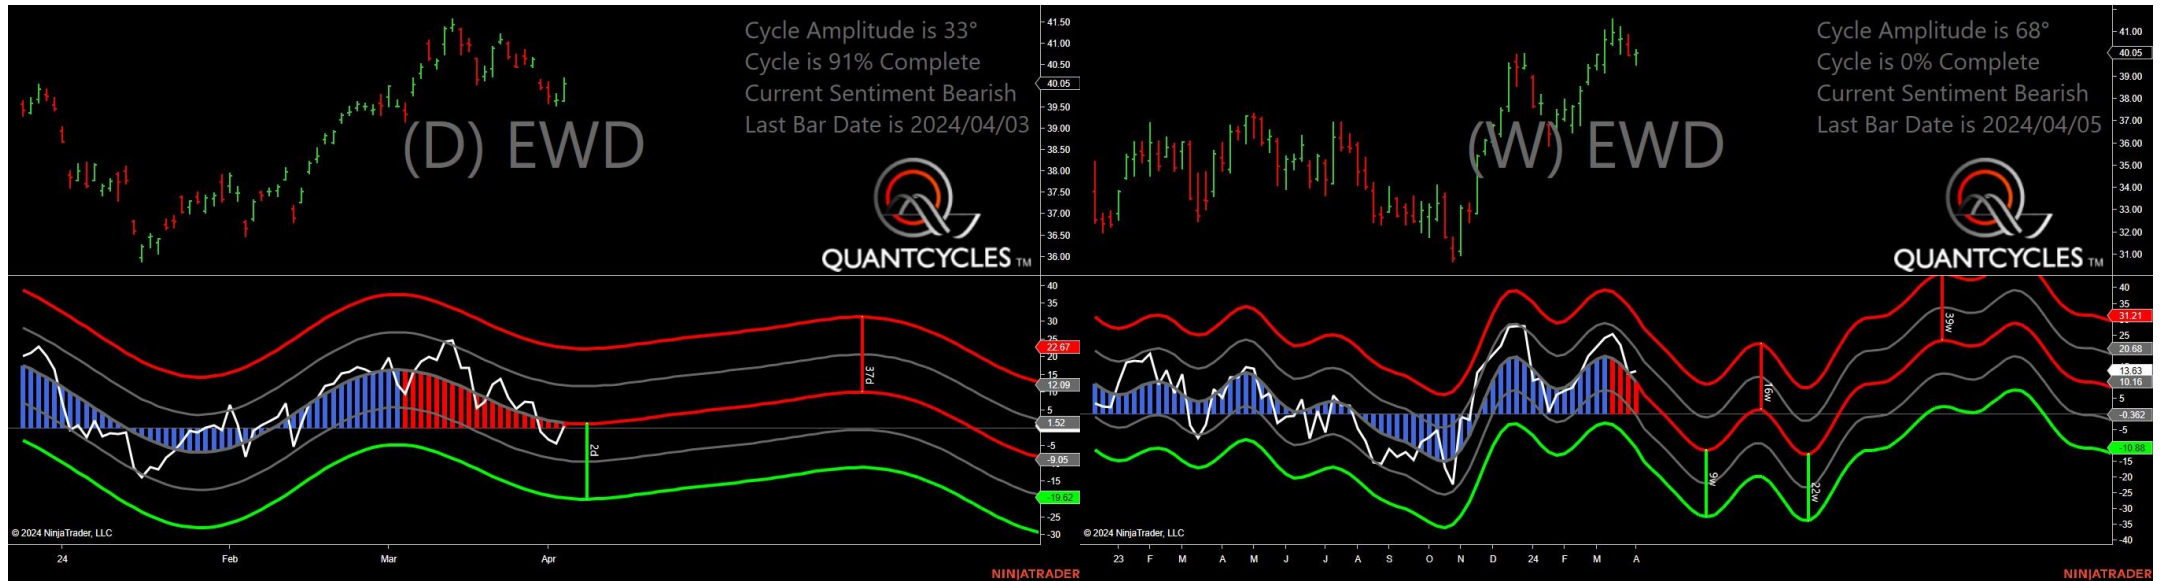 Cycle Amplitude is 33°
Cycle is 91% Complete
Current Sentiment Bearish
Last Bar Date is 2024/04/03
(D) EWD
QUANTCYCLES TM
41.50
41.00
40.50
40.05
39.50
39.00
38.50
38.00
37.50
37.00
36.50
36.00
40
35
30
25
22.67
20
15
12.09
10
5
1.52
-5
-9.05
-15
-19.62
-25
-30
37d
2d
© 2024 NinjaTrader, LLC
24 Feb Mar Apr
NINJATRADER
Cycle Amplitude is 68°
Cycle is 0% Complete
Current Sentiment Bearish
Last Bar Date is 2024/04/05
(W) EWD
QUANTCYCLES TM
41.00
40.05
39.00
38.00
37.00
36.00
35.00
34.00
33.00
32.00
31.00
40
35
31.21
25
20.68
13.63
10.16
5
-0.362
-5
-10.88
-15
-20
-25
-30
-35
-40
39w
16w
9w
22w
© 2024 NinjaTrader, LLC
23 F M A M J J A S O N D 24 F M A
NINJATRADER